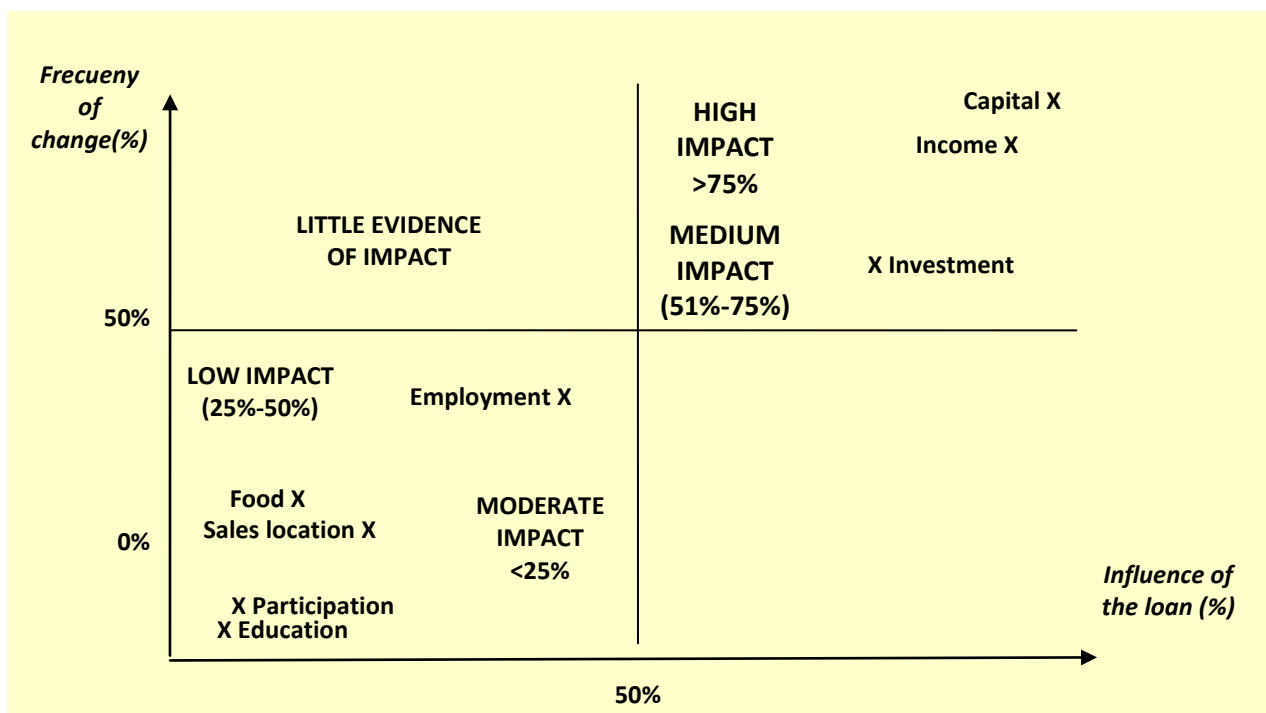 Frecueny
of
change(%)
HIGH
IMPACT
>75%
Capital X
Income X
LITTLE EVIDENCE
OF IMPACT
MEDIUM
IMPACT
(51%-75%)
X Investment
50%
LOW IMPACT
(25%-50%)
Employment X
Food X
Sales location X
MODERATE
IMPACT
<25%
0%
X Participation
X Education
Influence of
the loan (%)
50%